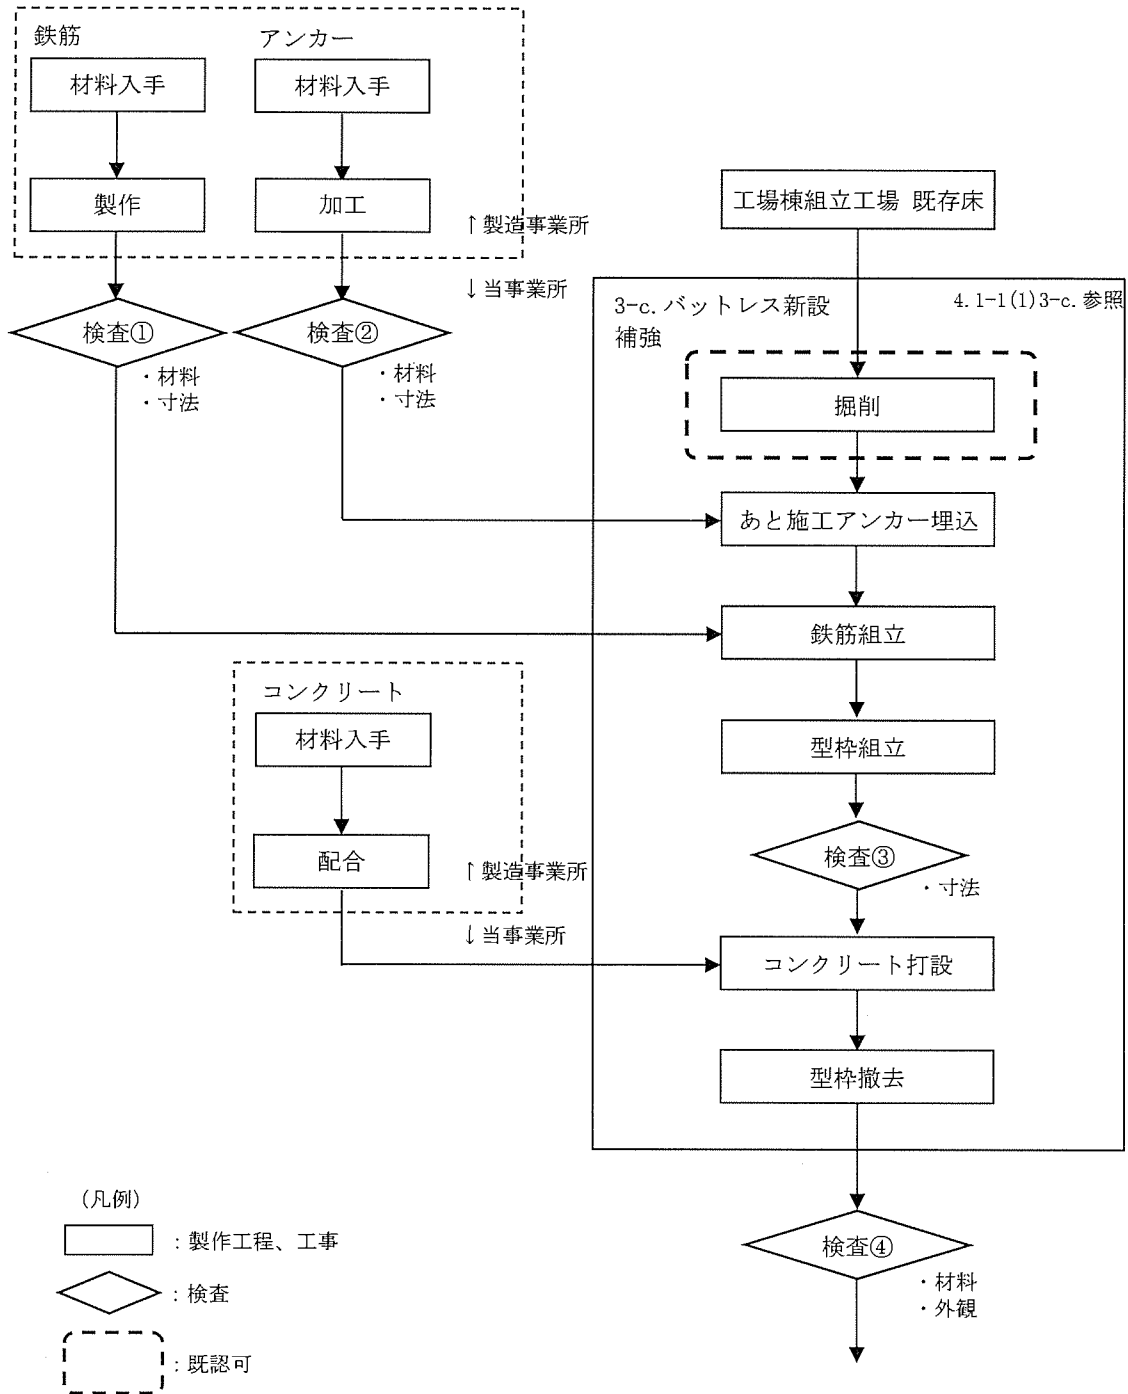 鉄筋
アンカー
材料入手
材料入手
製作
加工
↑製造事業所
↓当事業所
検査①
・材料
・寸法
検査②
・材料
・寸法
工場棟組立工場 既存床
3-c.バットレス新設
補強
4.1-1(1)3-c.参照
掘削
あと施工アンカー埋込
鉄筋組立
型枠組立
検査③
・寸法
コンクリート
材料入手
配合
↑製造事業所
↓当事業所
コンクリート打設
型枠撤去
検査④
・材料
・外観
(凡例)
：製作工程、工事
：検査
：既認可